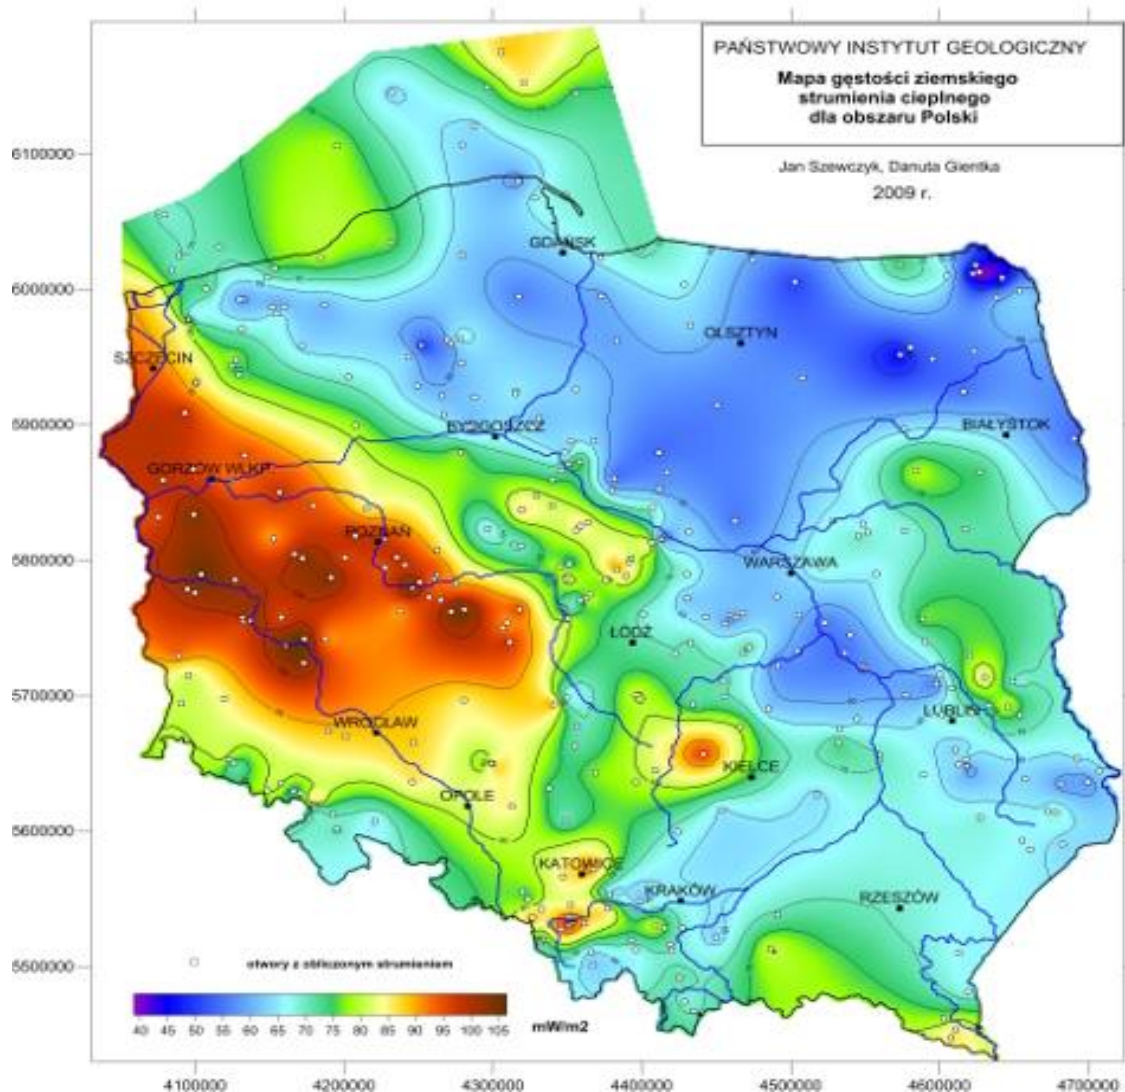 PAŃSTWOWY INSTYTUT GEOLOGICZNY
Mapa gęstości ziemskiego
strumienia cieplnego
dla obszaru Polski
Jan Szewczyk, Danuta Gientka
2009 r.
6100000
GDAŃSK
6000000
OLSZTYN
SZCZECIN
5900000
BYDGOSZCZ
BIAŁYSTOK
GORZÓW WLKP
POZNAŃ
5800000
WARSZAWA
ŁÓDŹ
5700000
LUBLIN
WROCŁAW
KIELCE
OPOLE
5600000
KATOWICE
KRAKÓW
RZESZÓW
5500000
otwory z obliczonym strumieniem
40 45 50 55 60 65 70 75 80 85 90 95 100 105
mW/m2
4100000 4200000 4300000 4400000 4500000 4600000 4700000